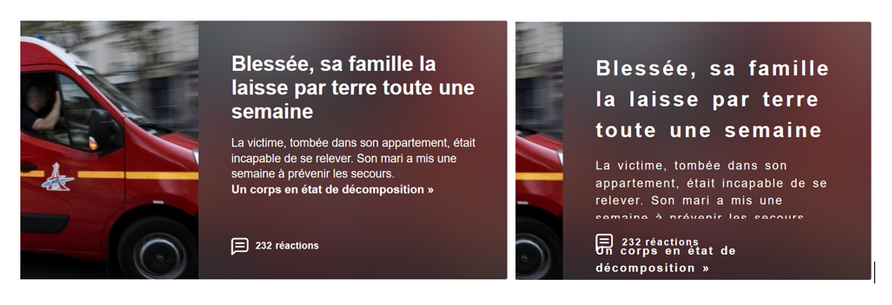 Blessée, sa famille la
laisse par terre toute une
semaine
La victime, tombée dans son appartement, était
incapable de se relever. Son mari a mis une
semaine à prévenir les secours.
Un corps en état de décomposition »
232 réactions
Blessée, sa famille
la laisse par terre
toute une semaine
La victime, tombée dans son
appartement, était incapable de se
relever. Son mari a mis une
semaine à prévenir les secours.
232 réactions
Un corps en état de
décomposition »